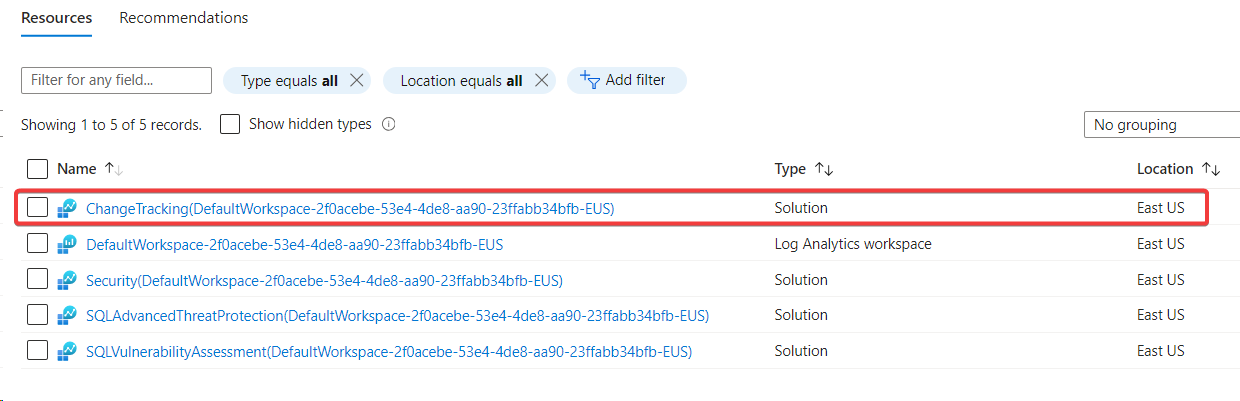 Resources Recommendations
Filter for any field... Type equals all Location equals all Add filter
Showing 1 to 5 of 5 records. Show hidden types No grouping
Name Type Location
ChangeTracking(DefaultWorkspace-2f0acebe-53e4-4de8-aa90-23ffabb34bfb-EUS) Solution East US
DefaultWorkspace-2f0acebe-53e4-4de8-aa90-23ffabb34bfb-EUS Log Analytics workspace East US
Security(DefaultWorkspace-2f0acebe-53e4-4de8-aa90-23ffabb34bfb-EUS) Solution East US
SQLAdvancedThreatProtection(DefaultWorkspace-2f0acebe-53e4-4de8-aa90-23ffabb34bfb-EUS) Solution East US
SQLVulnerabilityAssessment(DefaultWorkspace-2f0acebe-53e4-4de8-aa90-23ffabb34bfb-EUS) Solution East US